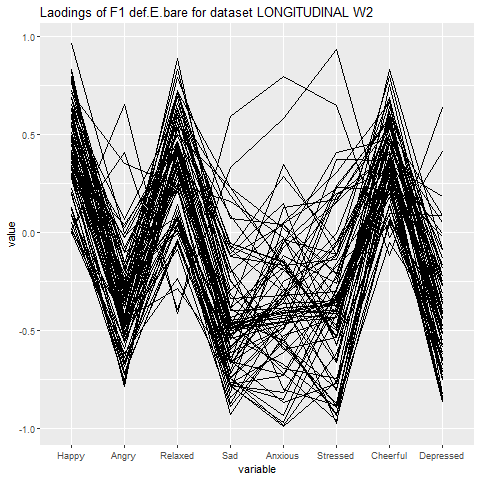 Laodings of F1 def.E.bare for dataset LONGITUDINAL W2
1.0
0.5
0.0
-0.5
-1.0
value
Happy Angry Relaxed Sad Anxious Stressed Cheerful Depressed
variable